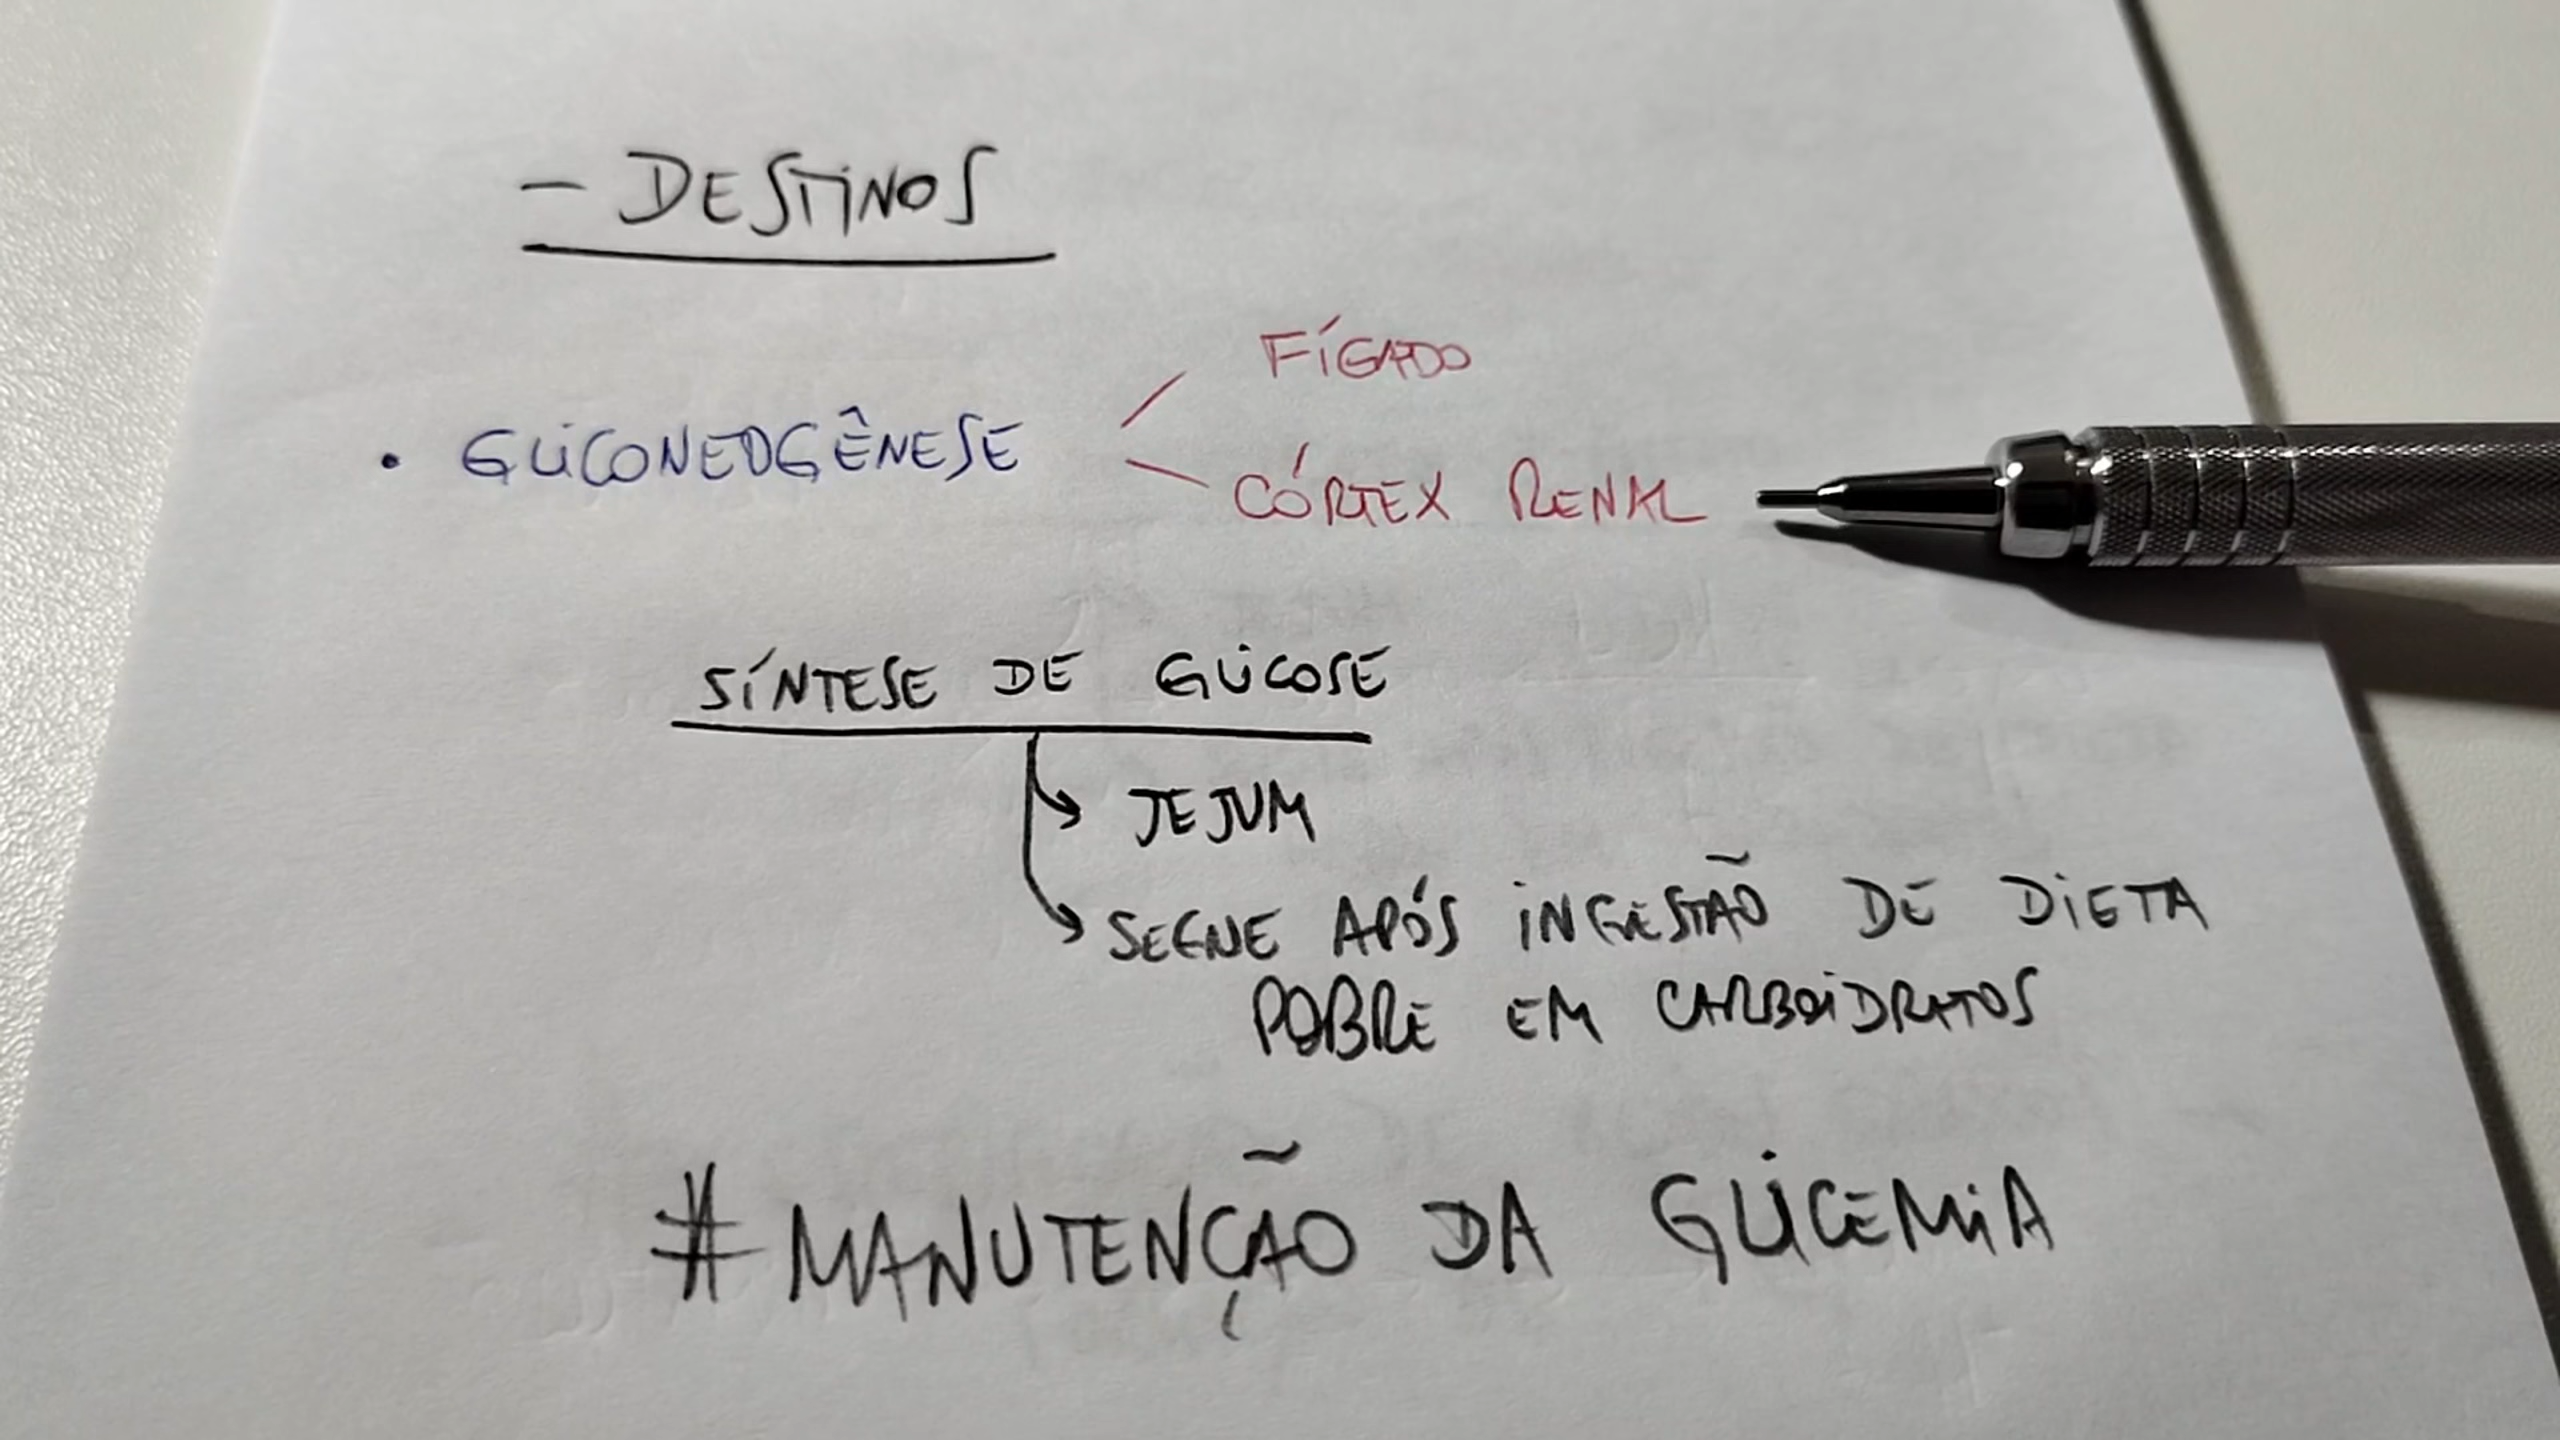 - DESTINOS
FÍGADO
• GLICONEOGÊNESE
CÓRTEX RENAL
SÍNTESE DE GLICOSE
JEJUM
SEGUE APÓS INGESTÃO DE DIETA
POBRE EM CARBOIDRATOS
# MANUTENÇÃO DA GLICEMIA